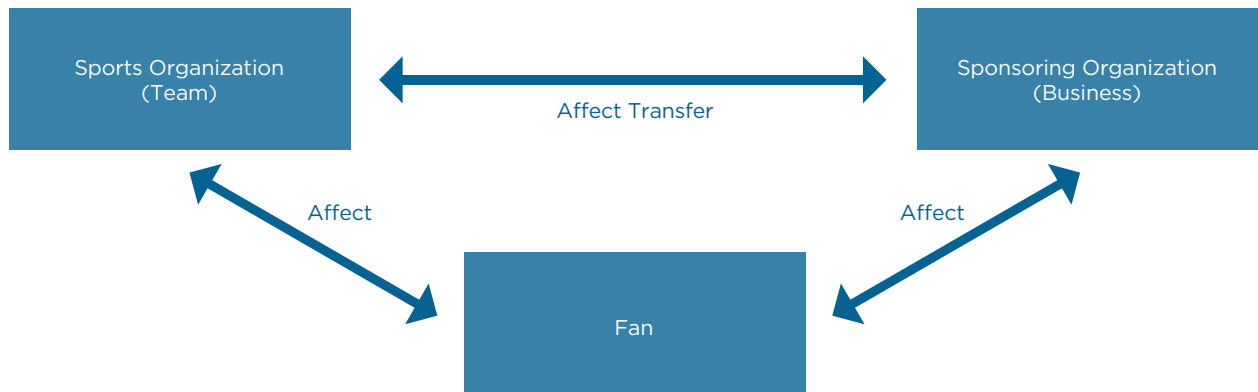 Sports Organization
(Team)
Sponsoring Organization
(Business)
Affect Transfer
Affect
Affect
Fan